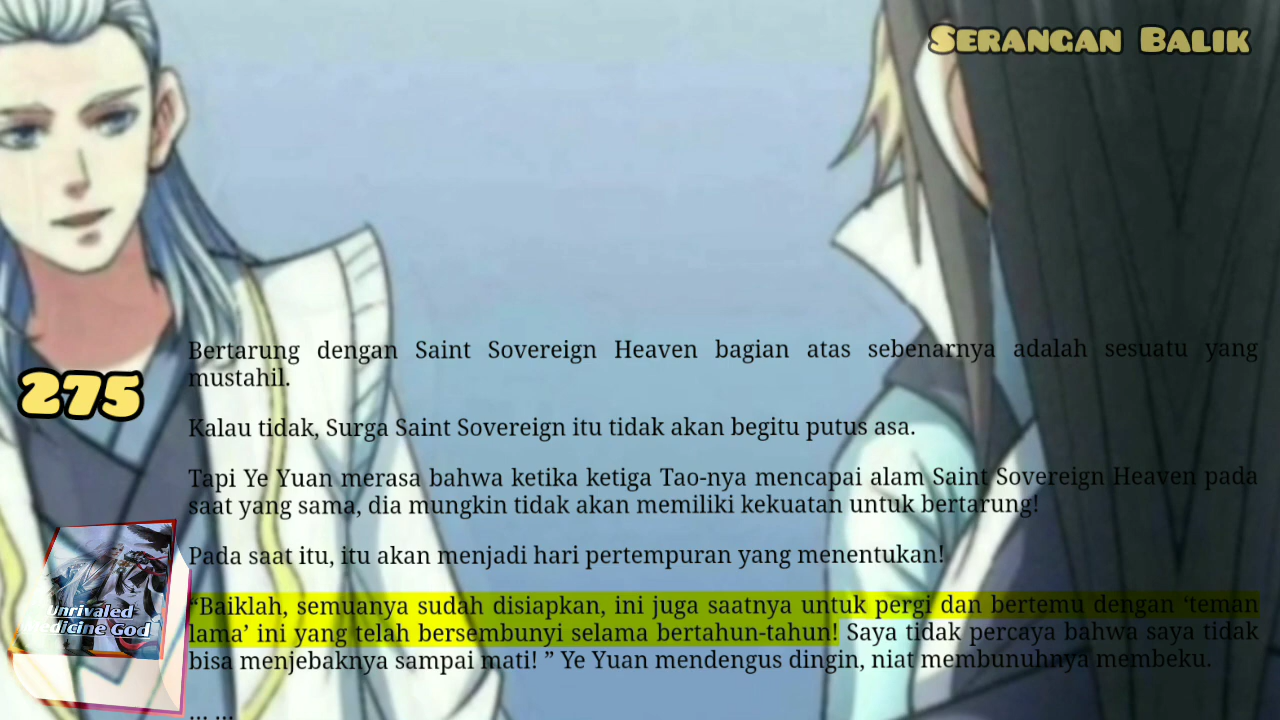 Serangan Balik
Bertarung dengan Saint Sovereign Heaven bagian atas sebenarnya adalah sesuatu yang
mustahil.
275
Kalau tidak, Surga Saint Sovereign itu tidak akan begitu putus asa.
Tapi Ye Yuan merasa bahwa ketika ketiga Tao-nya mencapai alam Saint Sovereign Heaven pada
saat yang sama, dia mungkin tidak akan memiliki kekuatan untuk bertarung!
Pada saat itu, itu akan menjadi hari pertempuran yang menentukan!
“Baiklah, semuanya sudah disiapkan, ini juga saatnya untuk pergi dan bertemu dengan ‘teman
lama’ ini yang telah bersembunyi selama bertahun-tahun! Saya tidak percaya bahwa saya tidak
bisa menjebaknya sampai mati! ” Ye Yuan mendengus dingin, niat membunuhnya membeku.
Unrivaled
Medicine God
... ...